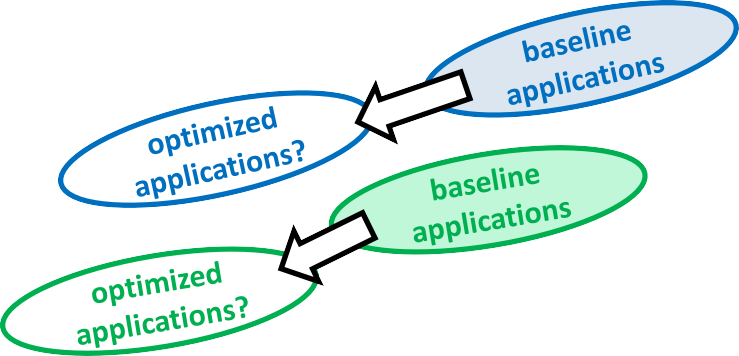 baseline
applications
optimized
applications?
baseline
applications
optimized
applications?